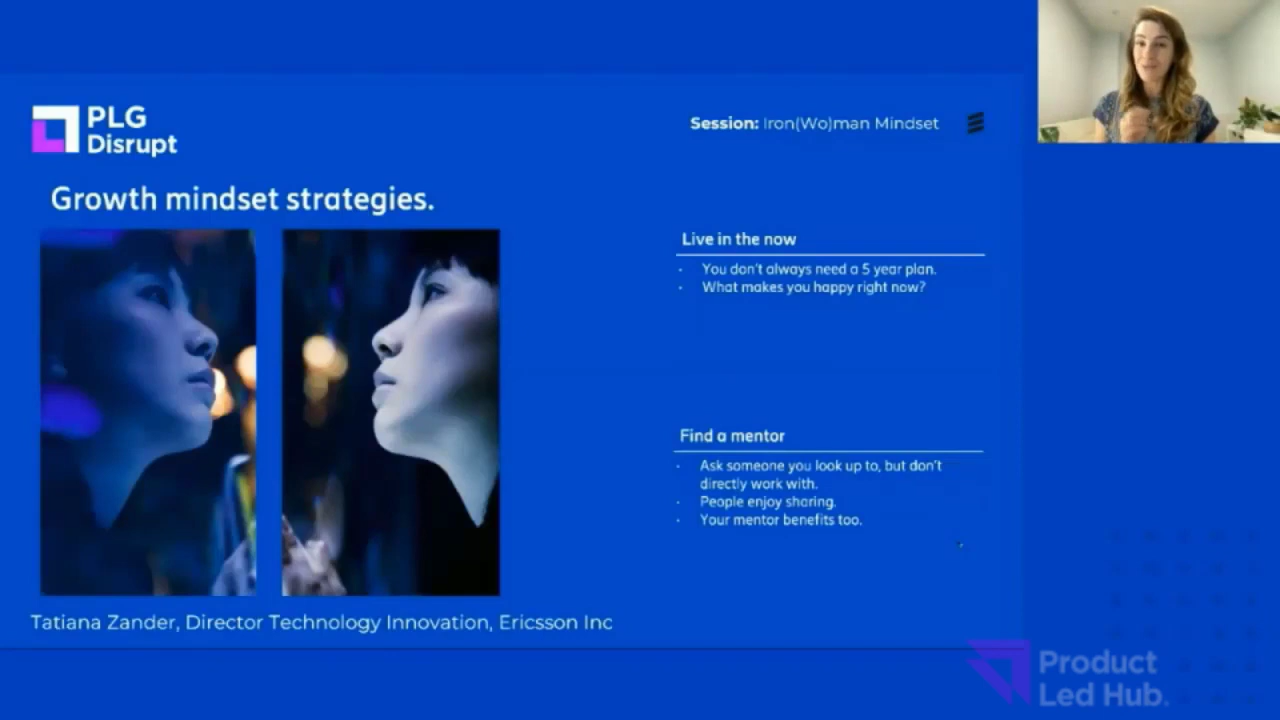 PLG
Disrupt
Session: Iron(Wo)man Mindset
Growth mindset strategies.
Live in the now
· You don't always need a 5 year plan.
· What makes you happy right now?
Find a mentor
· Ask someone you look up to, but don't
directly work with.
· People enjoy sharing.
· Your mentor benefits too.
Tatiana Zander, Director Technology Innovation, Ericsson Inc
Product
Led Hub.